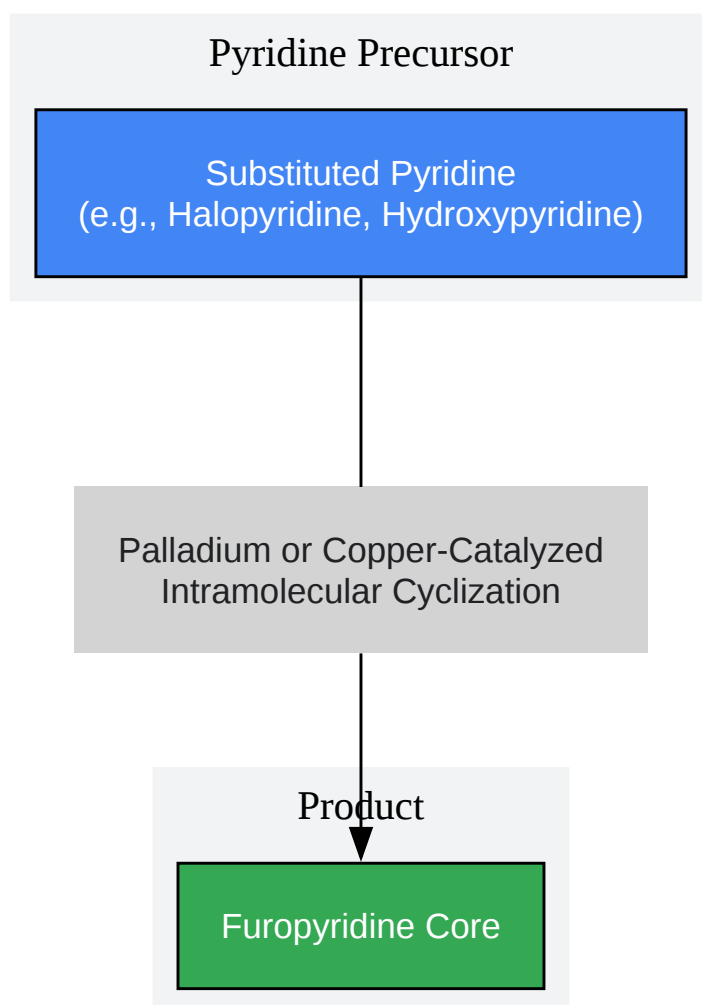 Pyridine Precursor
Substituted Pyridine
(e.g., Halopyridine, Hydroxypyridine)
Palladium or Copper-Catalyzed
Intramolecular Cyclization
Product
Furopyridine Core